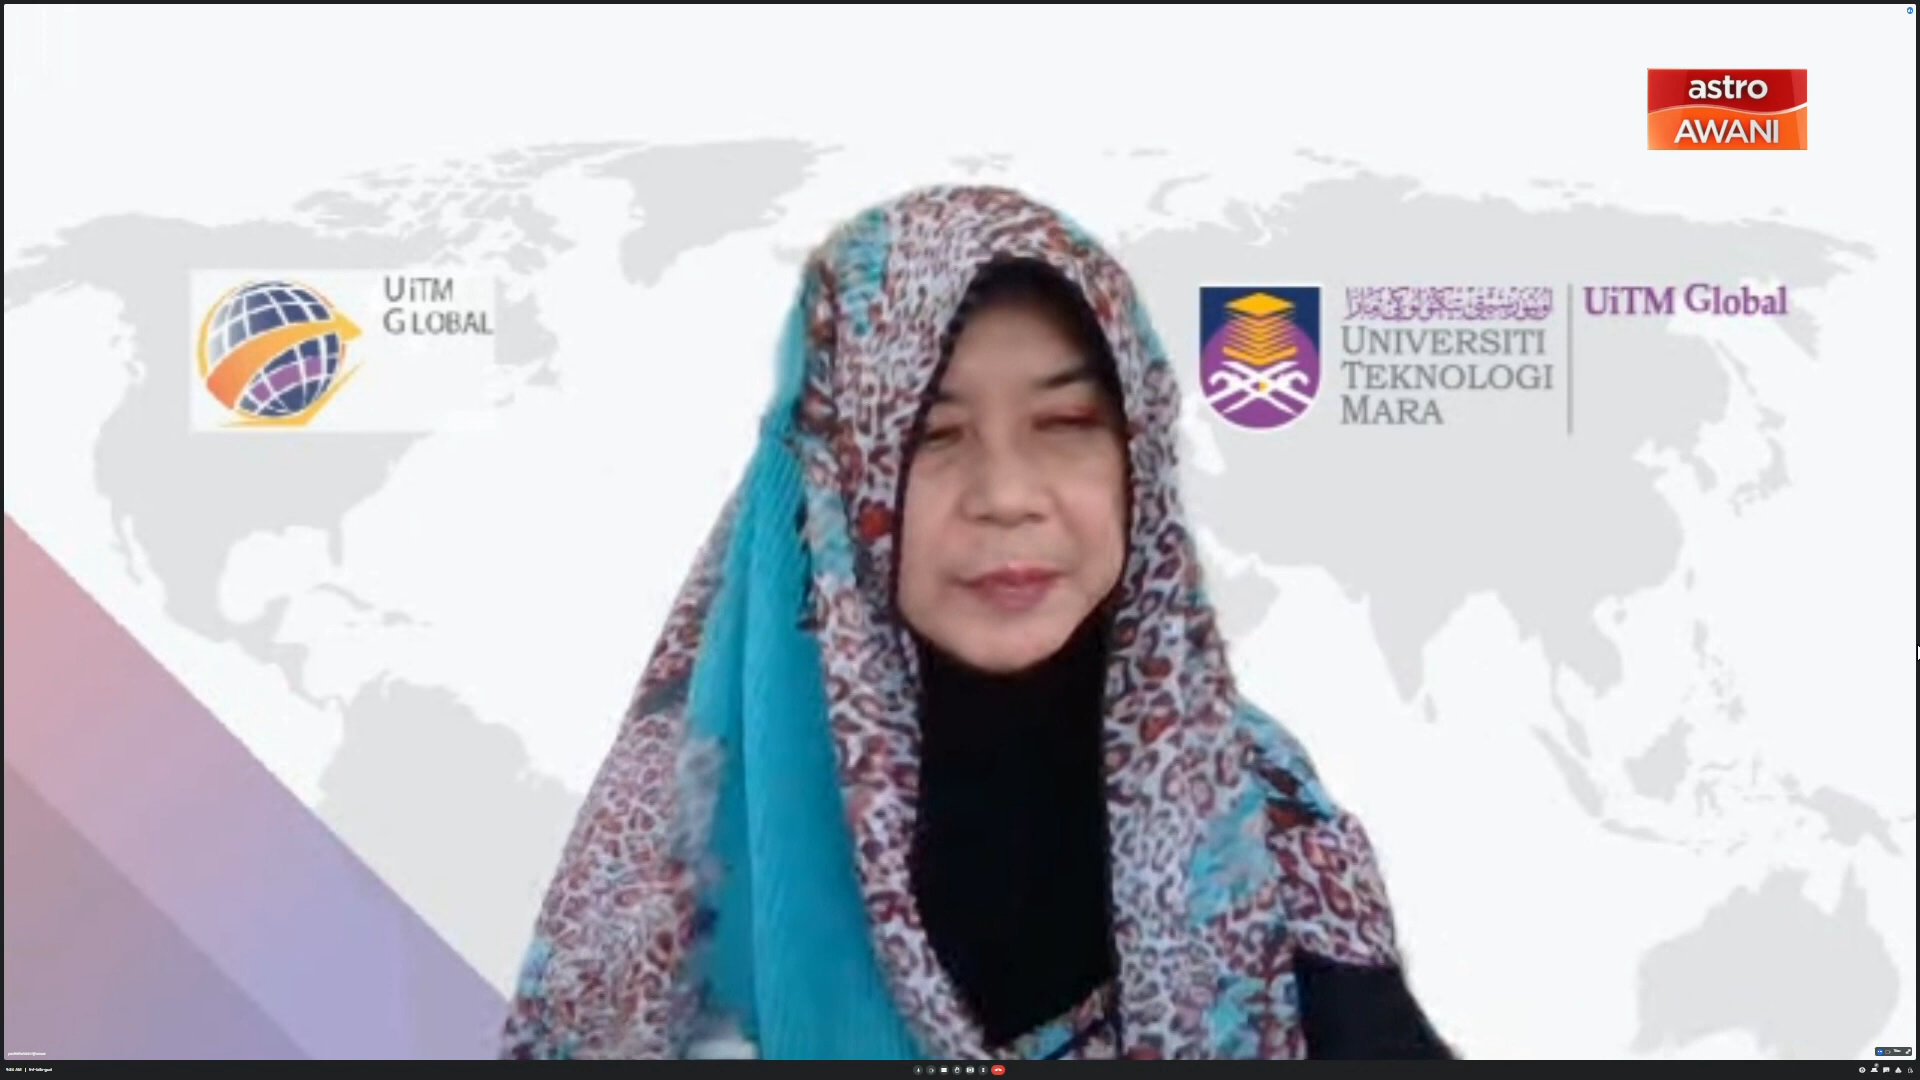 astro
AWANI
UiTM
GLOBAL
UNIVERSITI
TEKNOLOGI
MARA
UiTM Global